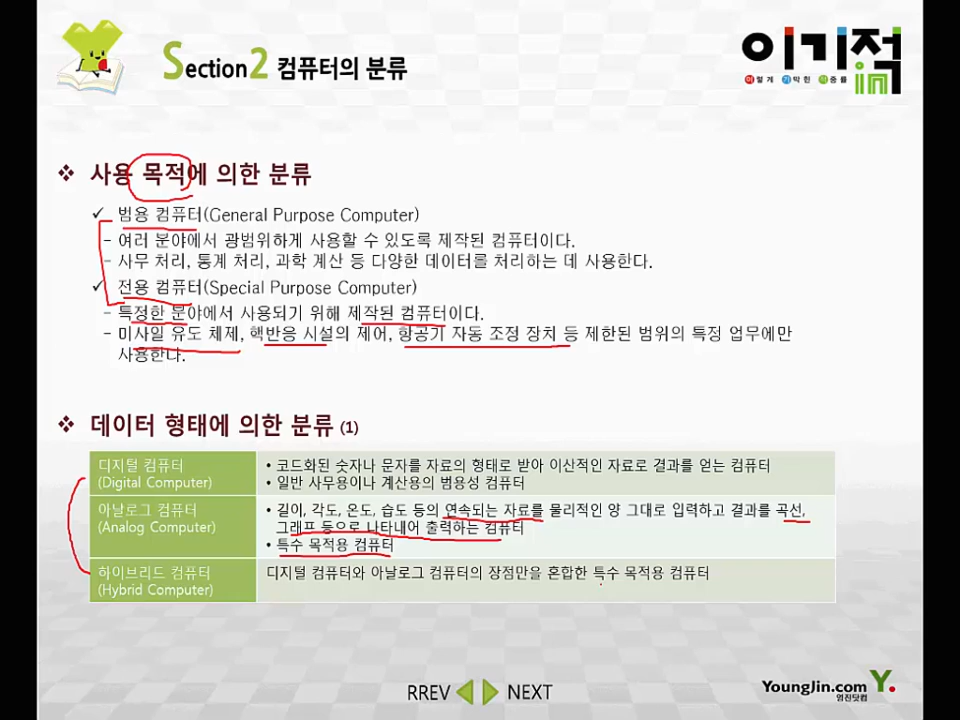 Section2 컴퓨터의 분류
이기적
이렇게 기막힌 적중률 in
❖ 사용 목적에 의한 분류
✓ 범용 컴퓨터(General Purpose Computer)
- 여러 분야에서 광범위하게 사용할 수 있도록 제작된 컴퓨터이다.
- 사무 처리, 통계 처리, 과학 계산 등 다양한 데이터를 처리하는 데 사용한다.
✓ 전용 컴퓨터(Special Purpose Computer)
- 특정한 분야에서 사용되기 위해 제작된 컴퓨터이다.
- 미사일 유도 체제, 핵반응 시설의 제어, 항공기 자동 조정 장치 등 제한된 범위의 특정 업무에만
사용한다.
❖ 데이터 형태에 의한 분류 (1)
디지털 컴퓨터
(Digital Computer)
• 코드화된 숫자나 문자를 자료의 형태로 받아 이산적인 자료로 결과를 얻는 컴퓨터
• 일반 사무용이나 계산용의 범용성 컴퓨터
아날로그 컴퓨터
(Analog Computer)
• 길이, 각도, 온도, 습도 등의 연속되는 자료를 물리적인 양 그대로 입력하고 결과를 곡선,
그래프 등으로 나타내어 출력하는 컴퓨터
• 특수 목적용 컴퓨터
하이브리드 컴퓨터
(Hybrid Computer)
디지털 컴퓨터와 아날로그 컴퓨터의 장점만을 혼합한 특수 목적용 컴퓨터
RREV NEXT
YoungJin.com Y.
영진닷컴